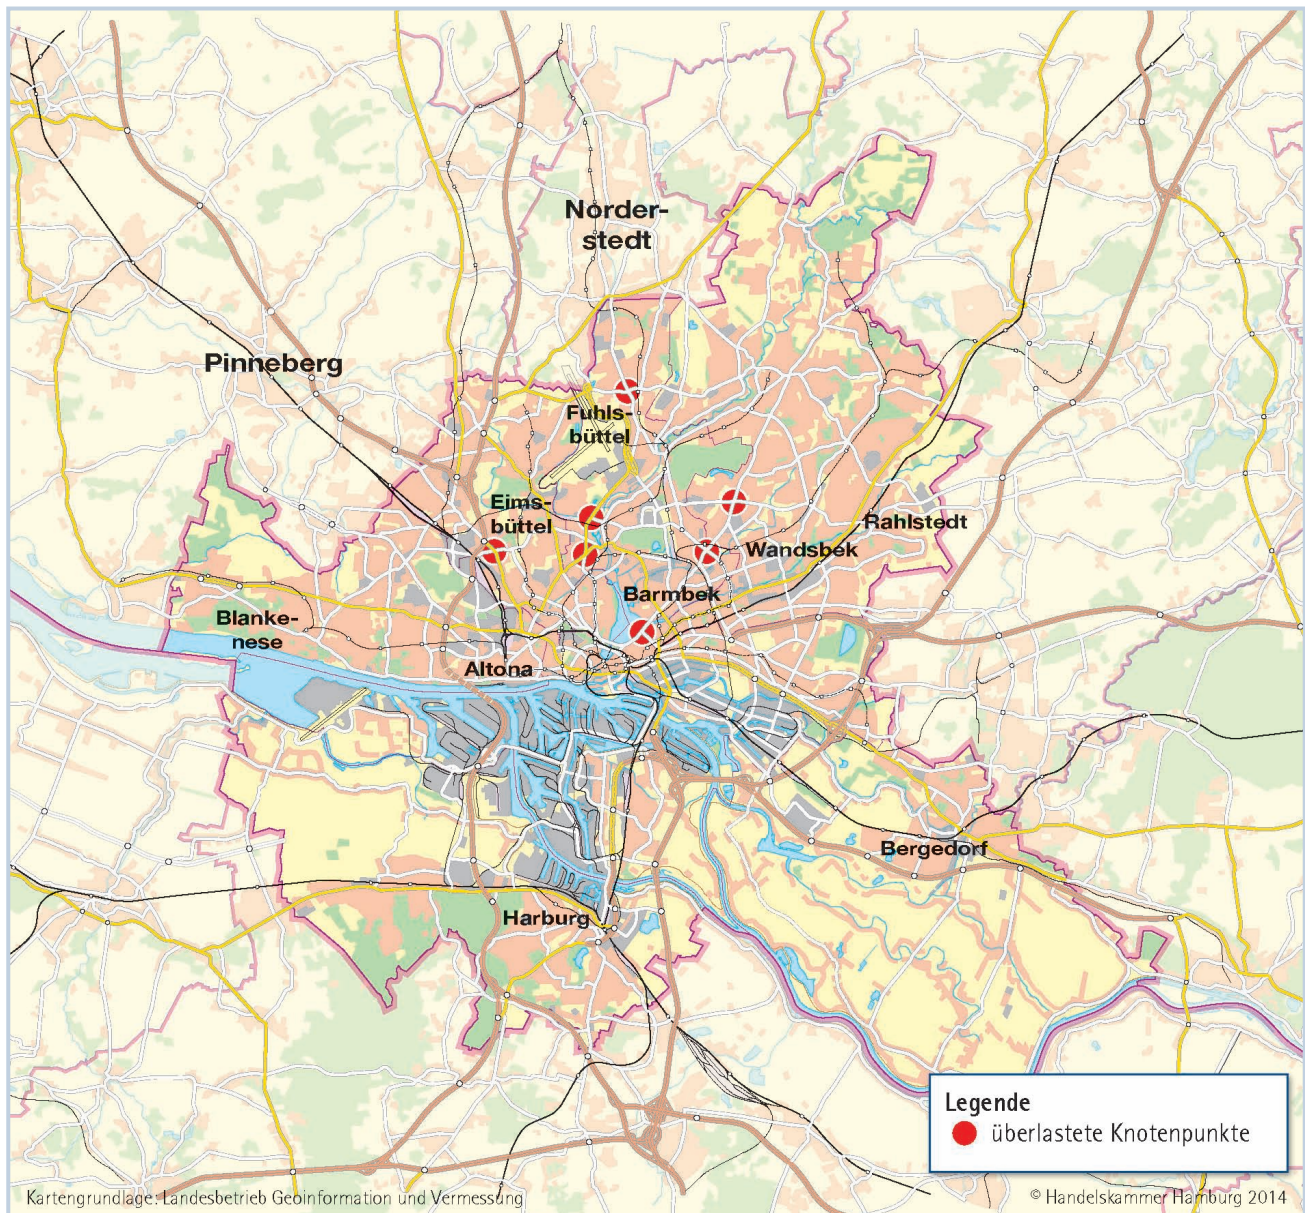 Norder-
stedt
Pinneberg
Fuhls-
büttel
Eims-
büttel
Rahlstedt
Wandsbek
Barmbek
Blanke-
nese
Altona
Bergedorf
Harburg
Legende
überlastete Knotenpunkte
Kartengrundlage: Landesbetrieb Geoinformation und Vermessung
© Handelskammer Hamburg 2014